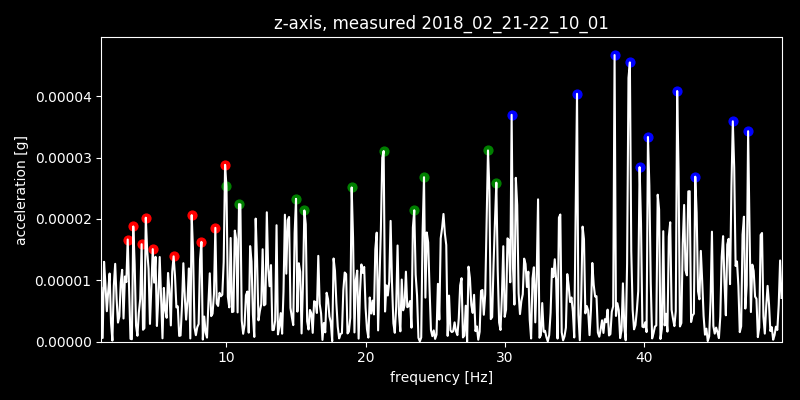 z-axis, measured 2018_02_21-22_10_01
0.00004
0.00003
0.00002
0.00001
0.00000
acceleration [g]
10 20 30 40
frequency [Hz]